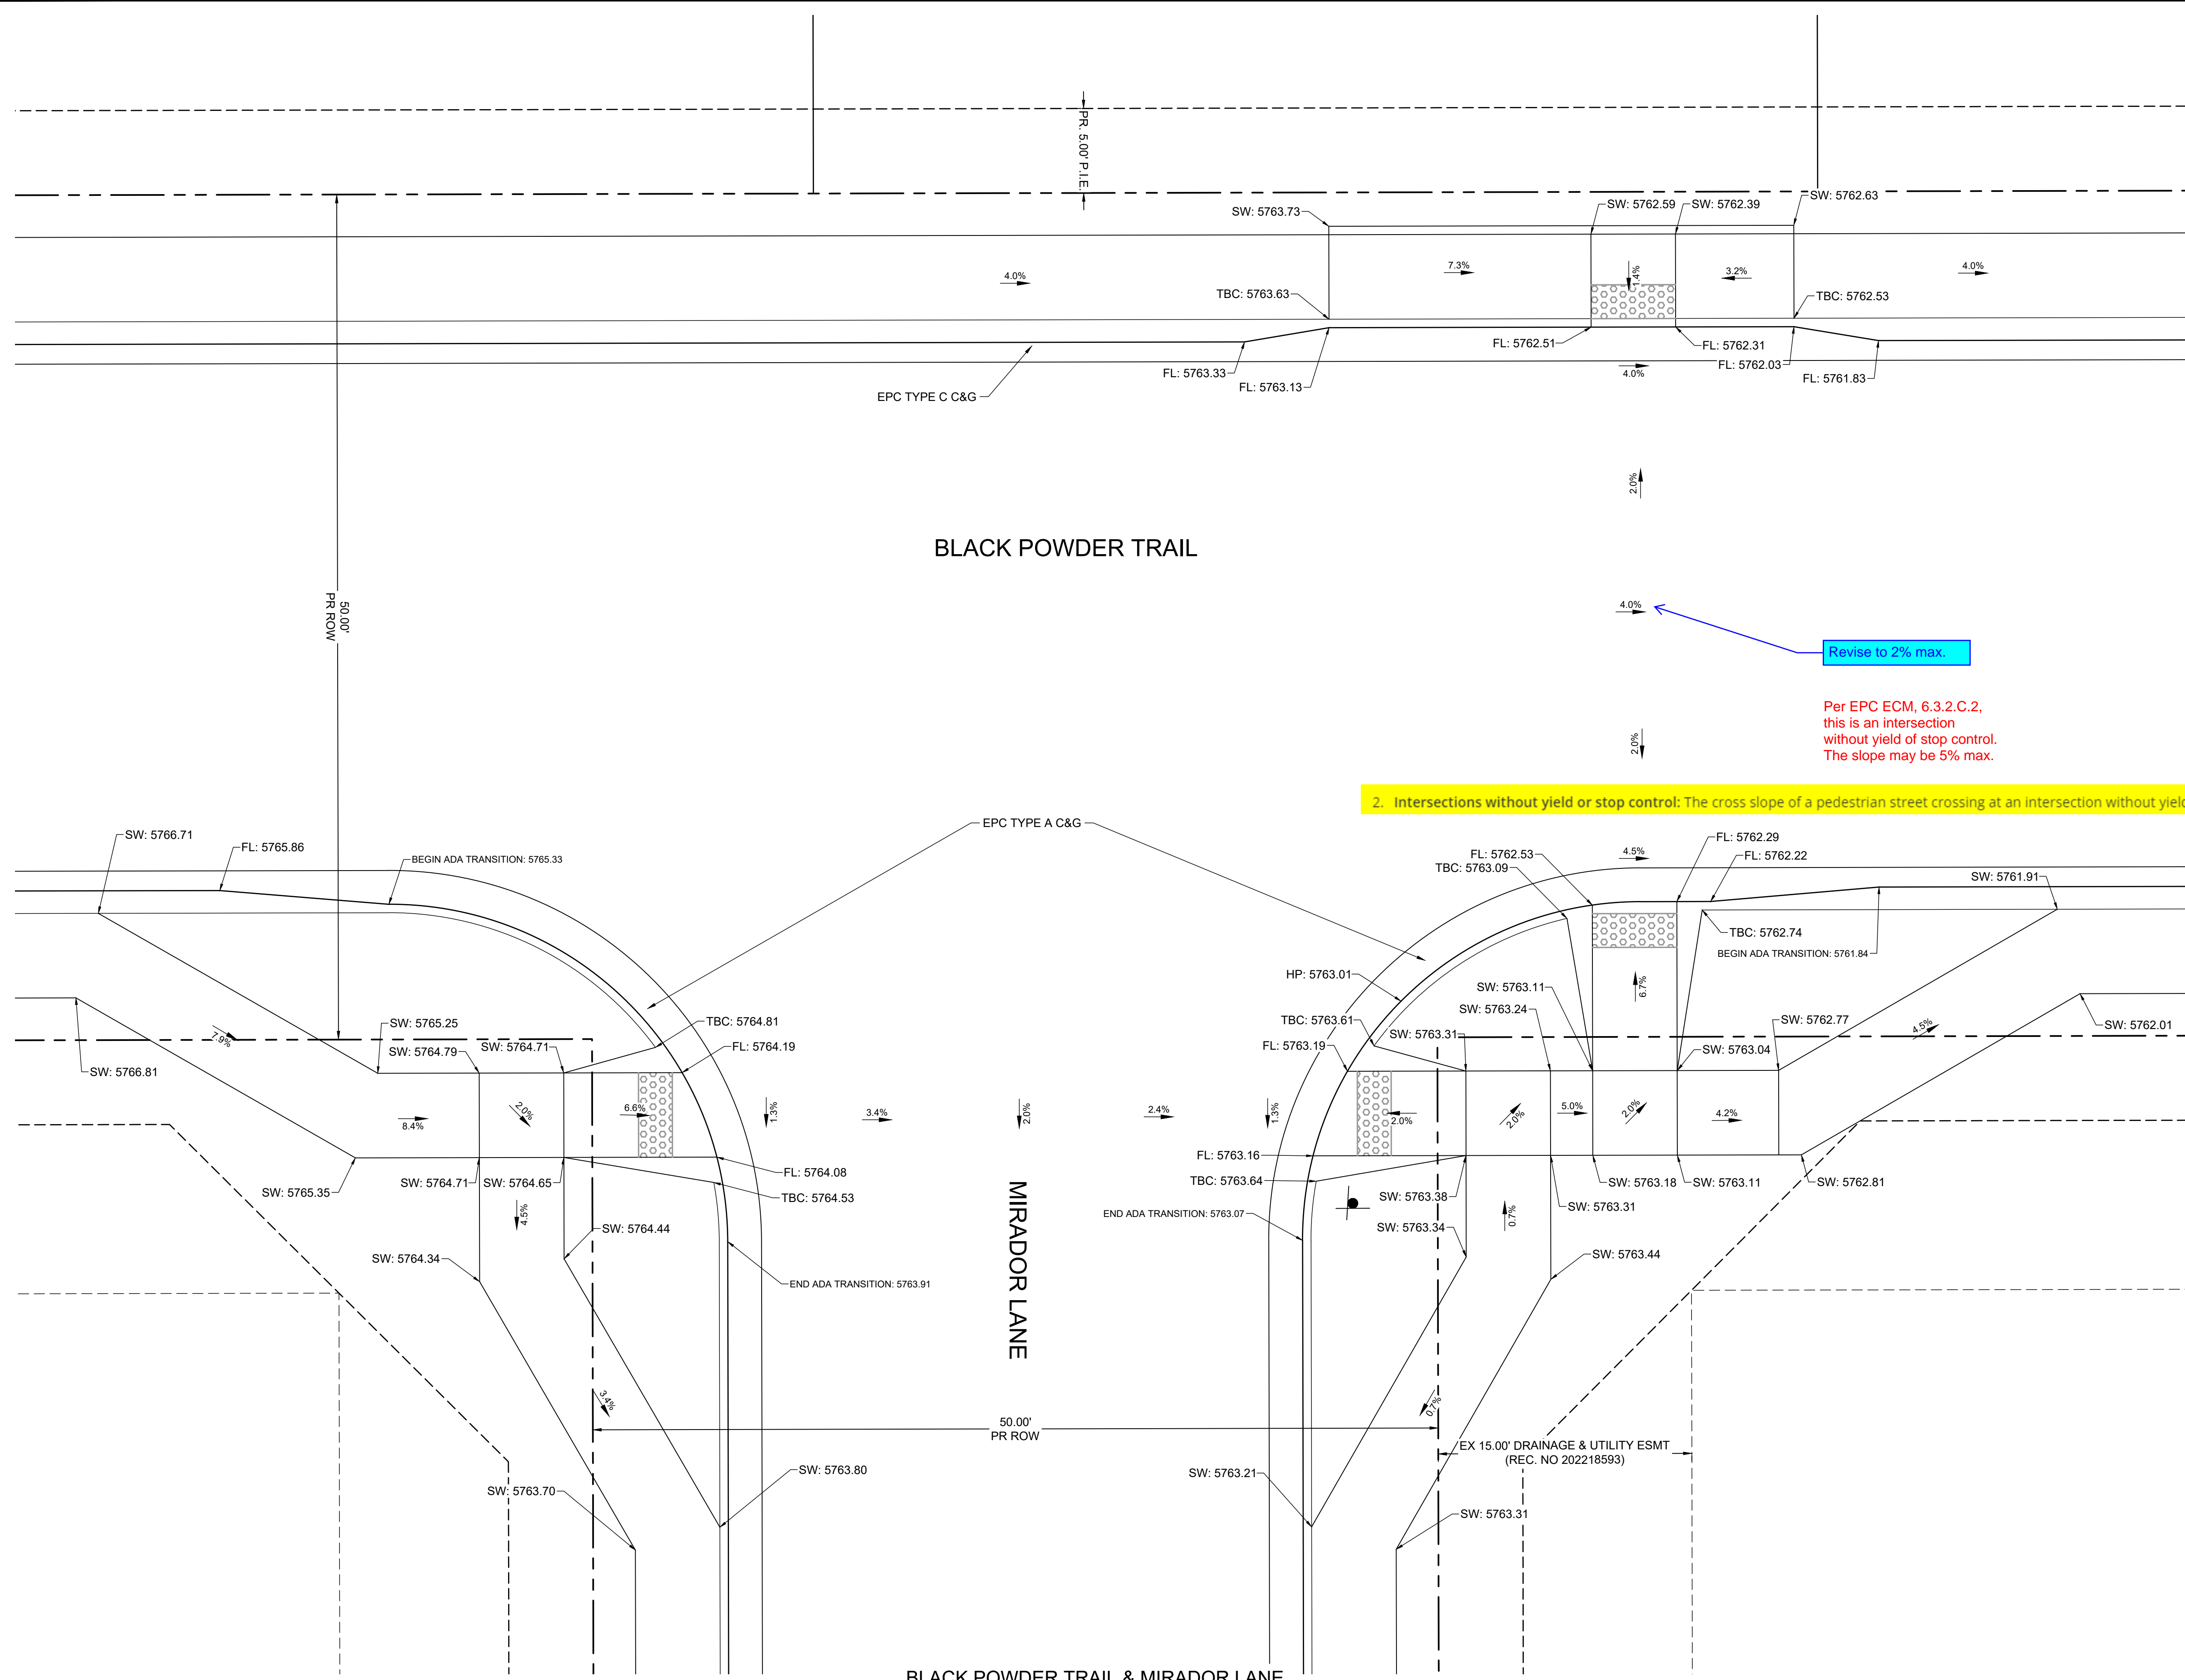 PR. 5.00' P.I.E.
SW: 5763.73
SW: 5762.59
SW: 5762.39
SW: 5762.63
4.0%
7.3%
1.4%
3.2%
4.0%
TBC: 5763.63
TBC: 5762.53
FL: 5762.51
FL: 5762.31
FL: 5763.33
FL: 5763.13
4.0%
FL: 5762.03
FL: 5761.83
EPC TYPE C C&G
2.0%
BLACK POWDER TRAIL
50.00'
PR ROW
4.0%
Revise to 2% max.
Per EPC ECM, 6.3.2.C.2,
this is an intersection
without yield of stop control.
The slope may be 5% max.
2.0%
2. Intersections without yield or stop control: The cross slope of a pedestrian street crossing at an intersection without yield
EPC TYPE A C&G
SW: 5766.71
FL: 5765.86
BEGIN ADA TRANSITION: 5765.33
FL: 5762.53
TBC: 5763.09
4.5%
FL: 5762.29
FL: 5762.22
SW: 5761.91
TBC: 5762.74
BEGIN ADA TRANSITION: 5761.84
HP: 5763.01
SW: 5763.11
SW: 5763.24
6.7%
TBC: 5763.61
SW: 5763.31
FL: 5763.19
SW: 5762.77
SW: 5762.01
4.5%
SW: 5763.04
7.9%
SW: 5765.25
SW: 5764.79
SW: 5764.71
TBC: 5764.81
FL: 5764.19
SW: 5766.81
8.4%
2.0%
6.6%
1.3%
3.4%
2.0%
2.4%
1.3%
2.0%
2.0%
5.0%
2.0%
4.2%
FL: 5764.08
TBC: 5764.53
SW: 5765.35
SW: 5764.71
SW: 5764.65
4.5%
SW: 5764.44
SW: 5764.34
END ADA TRANSITION: 5763.91
MIRADOR LANE
FL: 5763.16
TBC: 5763.64
END ADA TRANSITION: 5763.07
SW: 5763.38
SW: 5763.34
0.7%
SW: 5763.18
SW: 5763.11
SW: 5762.81
SW: 5763.31
SW: 5763.44
3.4%
50.00'
PR ROW
0.7%
EX 15.00' DRAINAGE & UTILITY ESMT
(REC. NO 202218593)
SW: 5763.80
SW: 5763.70
SW: 5763.21
SW: 5763.31
BLACK POWDER TRAIL & MIRADOR LANE